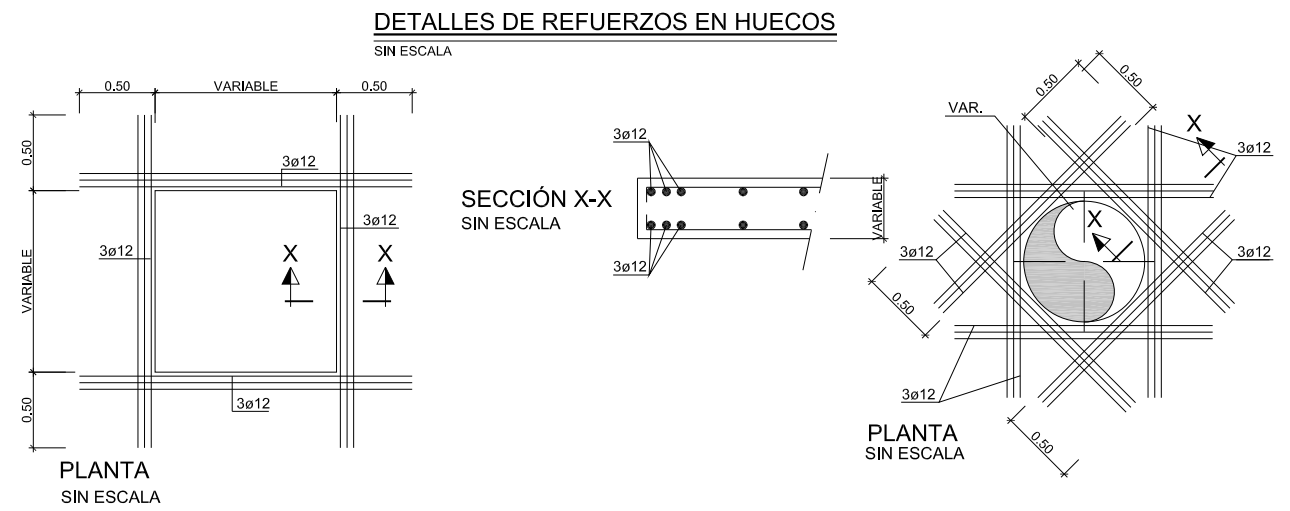 DETALLES DE REFUERZOS EN HUECOS
SIN ESCALA
0.50
VARIABLE
0.50
0.50
VARIABLE
0.50
3ø12
3ø12
3ø12
3ø12
X
X
PLANTA
SIN ESCALA
SECCIÓN X-X
SIN ESCALA
3ø12
3ø12
VARIABLE
0.50
0.50
VAR.
X
X
3ø12
3ø12
3ø12
0.50
3ø12
0.50
PLANTA
SIN ESCALA